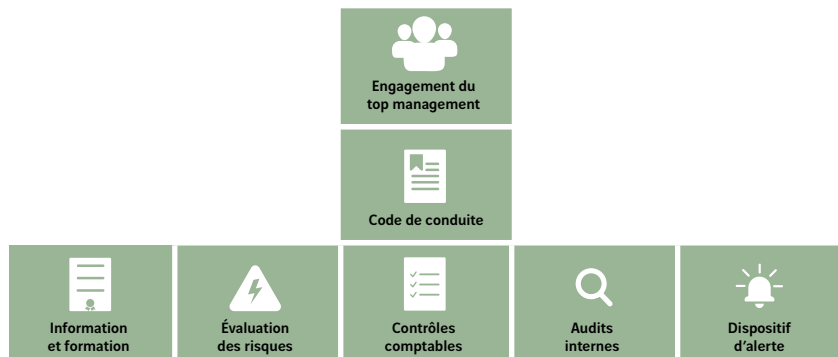 Engagement du
top management
Code de conduite
Information
et formation
Évaluation
des risques
Contrôles
comptables
Audits
internes
Dispositif
d'alerte